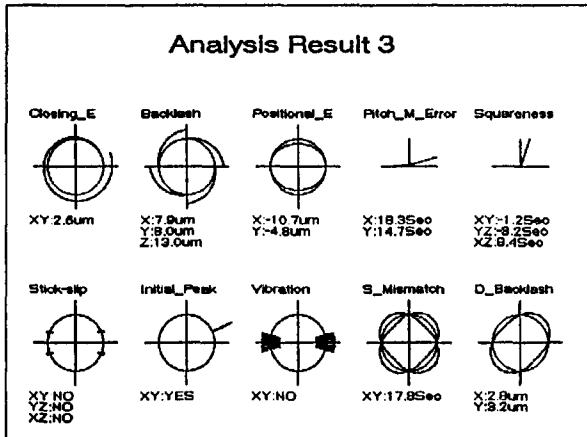 Analysis Result 3
Closing_E
XY:2.6um
Backlash
X:7.9um
Y:8.0um
Z:13.0um
Positional_E
X:-10.7um
Y:-4.8um
Pitch_M_Error
X:18.3Sec
Y:14.7Sec
Squareness
XY:-1.2Sec
YZ:-8.2Sec
XZ:8.4Sec
Stick-slip
XY NO
YZ:NO
XZ:NO
Initial_Peak
XY:YES
Vibration
XY:NO
S_Mismatch
XY:17.8Sec
D_Backlash
X:2.8um
Y:3.2um